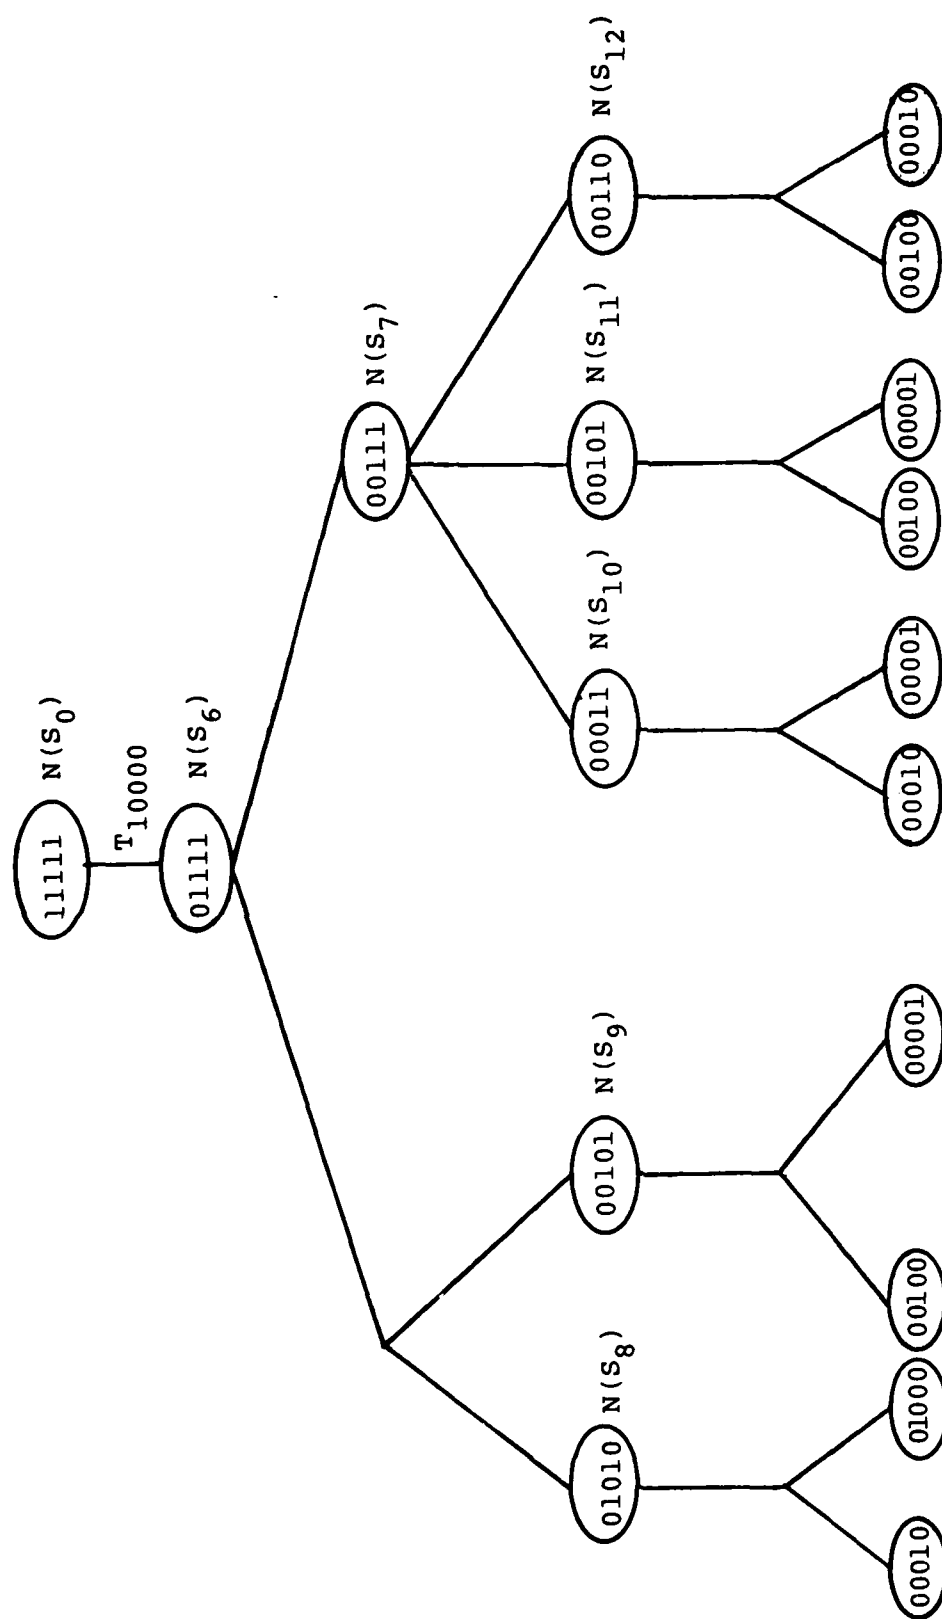 11111 N(S₀)
T₁₀₀₀₀
01111 N(S₆)
00111 N(S₇)
01010 N(S₈)
00101 N(S₉)
00011 N(S₁₀)
00101 N(S₁₁)
00110 N(S₁₂)
00010
01000
00100
00001
00010
00001
00100
00001
00100
00010